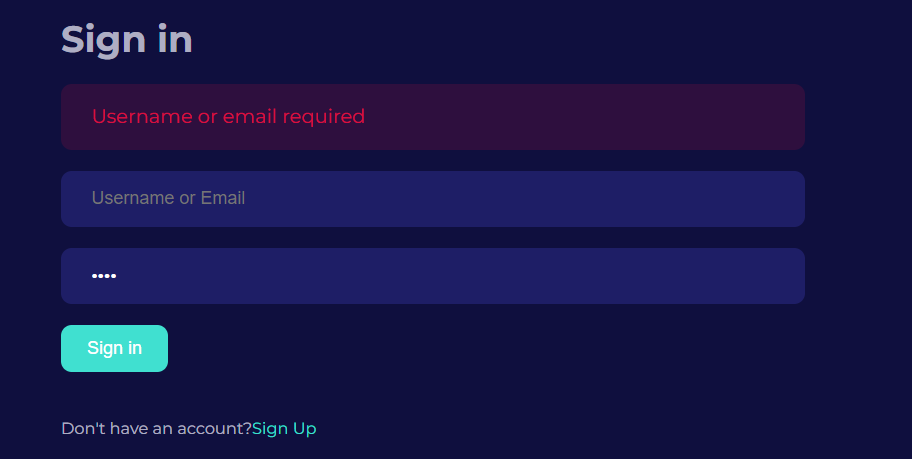 Sign in
Username or email required
Username or Email
••••
Sign in
Don't have an account?Sign Up